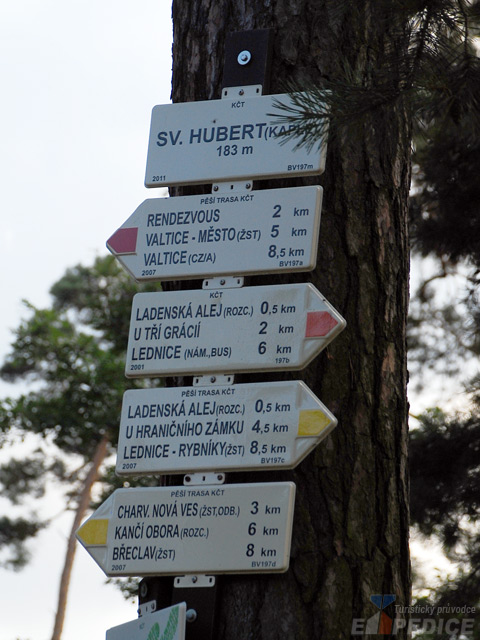 KČT
SV. HUBERT (KAPLE)
183 m
2011 BV197m
PĚŠÍ TRASA KČT
RENDEZVOUS 2 km
VALTICE - MĚSTO (ŽST) 5 km
VALTICE (CZ/A) 8,5 km
2007 BV197a
KČT
LADENSKÁ ALEJ (ROZC.) 0,5 km
U TŘÍ GRÁCIÍ 2 km
LEDNICE (NÁM.,BUS) 6 km
2001 197b
PĚŠÍ TRASA KČT
LADENSKÁ ALEJ (ROZC.) 0,5 km
U HRANIČNÍHO ZÁMKU 4,5 km
LEDNICE - RYBNÍKY (ŽST) 8,5 km
2007 BV197c
PĚŠÍ TRASA KČT
CHARV. NOVÁ VES (ŽST,ODB.) 3 km
KANČÍ OBORA (ROZC.) 6 km
BŘECLAV (ŽST) 8 km
2007 BV197d
Turistický průvodce
EXPEDICE